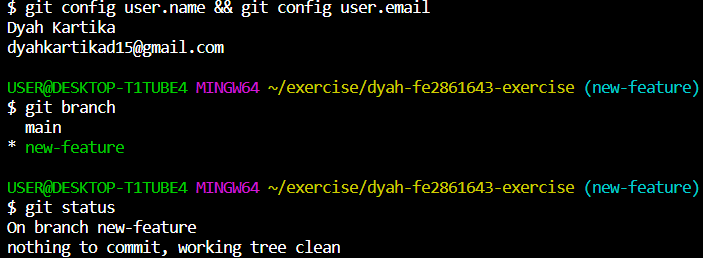 $ git config user.name && git config user.email
Dyah Kartika
dyahkartikad15@gmail.com
USER@DESKTOP-T1TUBE4 MINGW64 ~/exercise/dyah-fe2861643-exercise (new-feature)
$ git branch
  main
* new-feature
USER@DESKTOP-T1TUBE4 MINGW64 ~/exercise/dyah-fe2861643-exercise (new-feature)
$ git status
On branch new-feature
nothing to commit, working tree clean